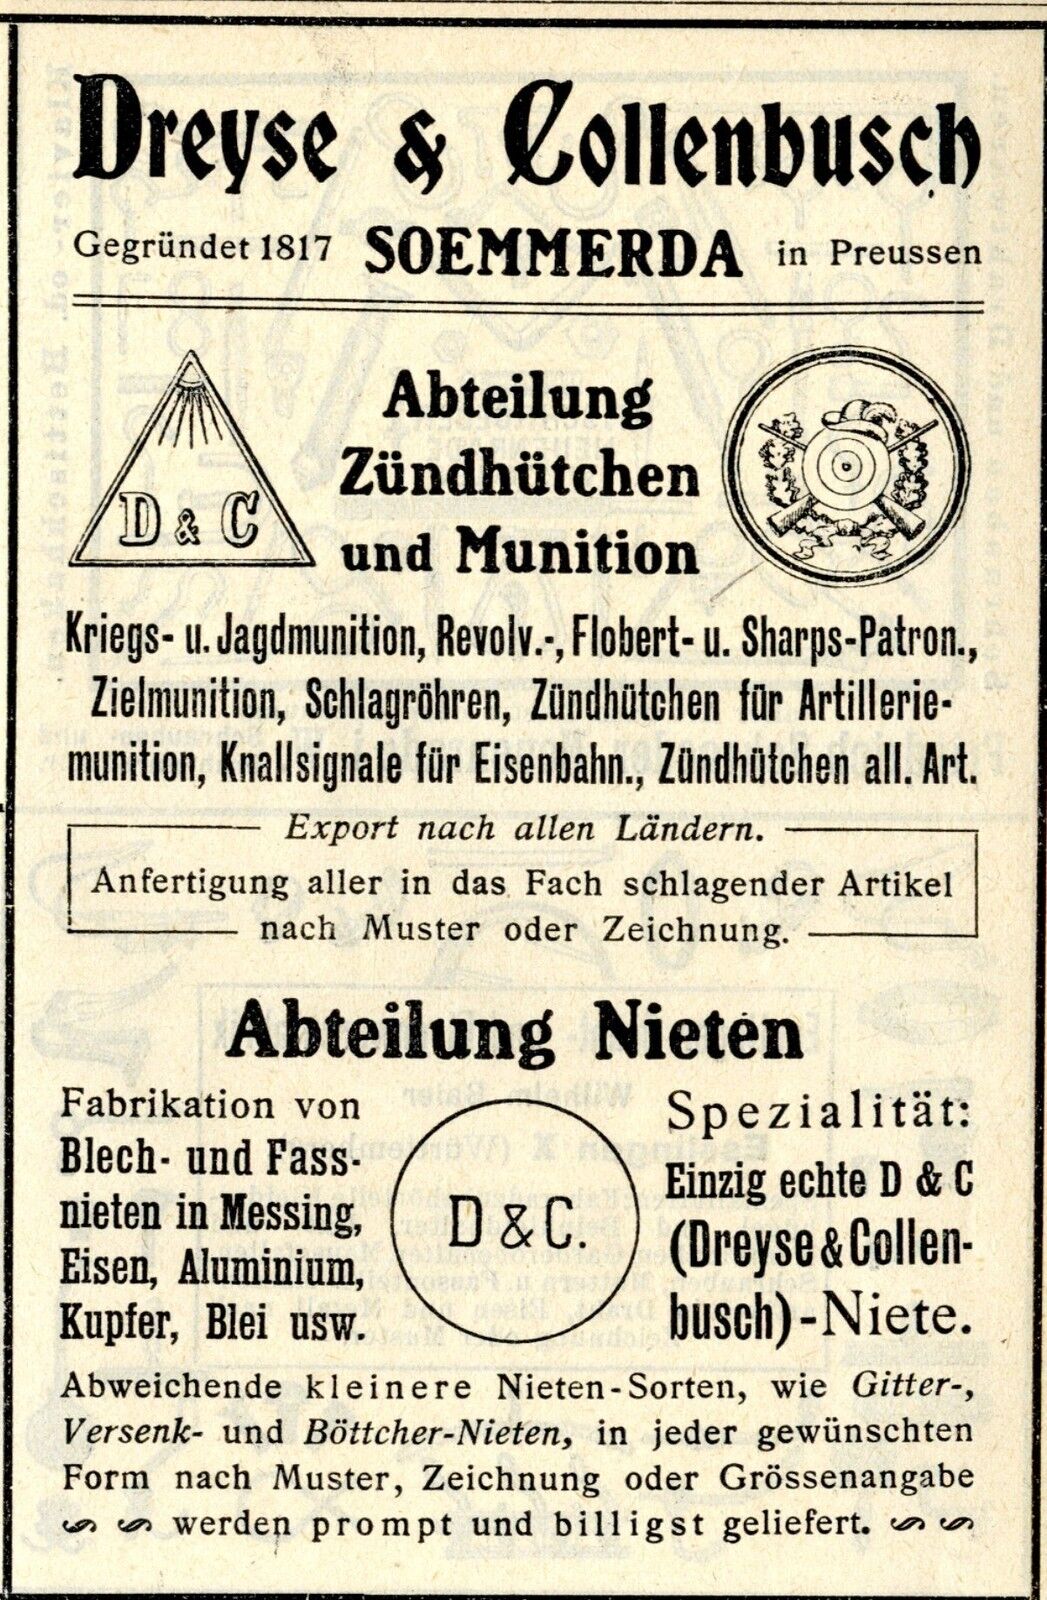 Dreyse & Collenbusch
Gegründet 1817 SOEMMERDA in Preussen
D & C
Abteilung
Zündhütchen
und Munition
Kriegs- u. Jagdmunition, Revolv.-, Flobert- u. Sharps-Patron.,
Zielmunition, Schlagröhren, Zündhütchen für Artillerie-
munition, Knallsignale für Eisenbahn., Zündhütchen all. Art.
Export nach allen Ländern.
Anfertigung aller in das Fach schlagender Artikel
nach Muster oder Zeichnung.
Abteilung Nieten
Fabrikation von
Blech- und Fass-
nieten in Messing,
Eisen, Aluminium,
Kupfer, Blei usw.
D & C.
Spezialität:
Einzig echte D & C
(Dreyse & Collen-
busch)-Niete.
Abweichende kleinere Nieten-Sorten, wie Gitter-,
Versenk- und Böttcher-Nieten, in jeder gewünschten
Form nach Muster, Zeichnung oder Grössenangabe
werden prompt und billigst geliefert.